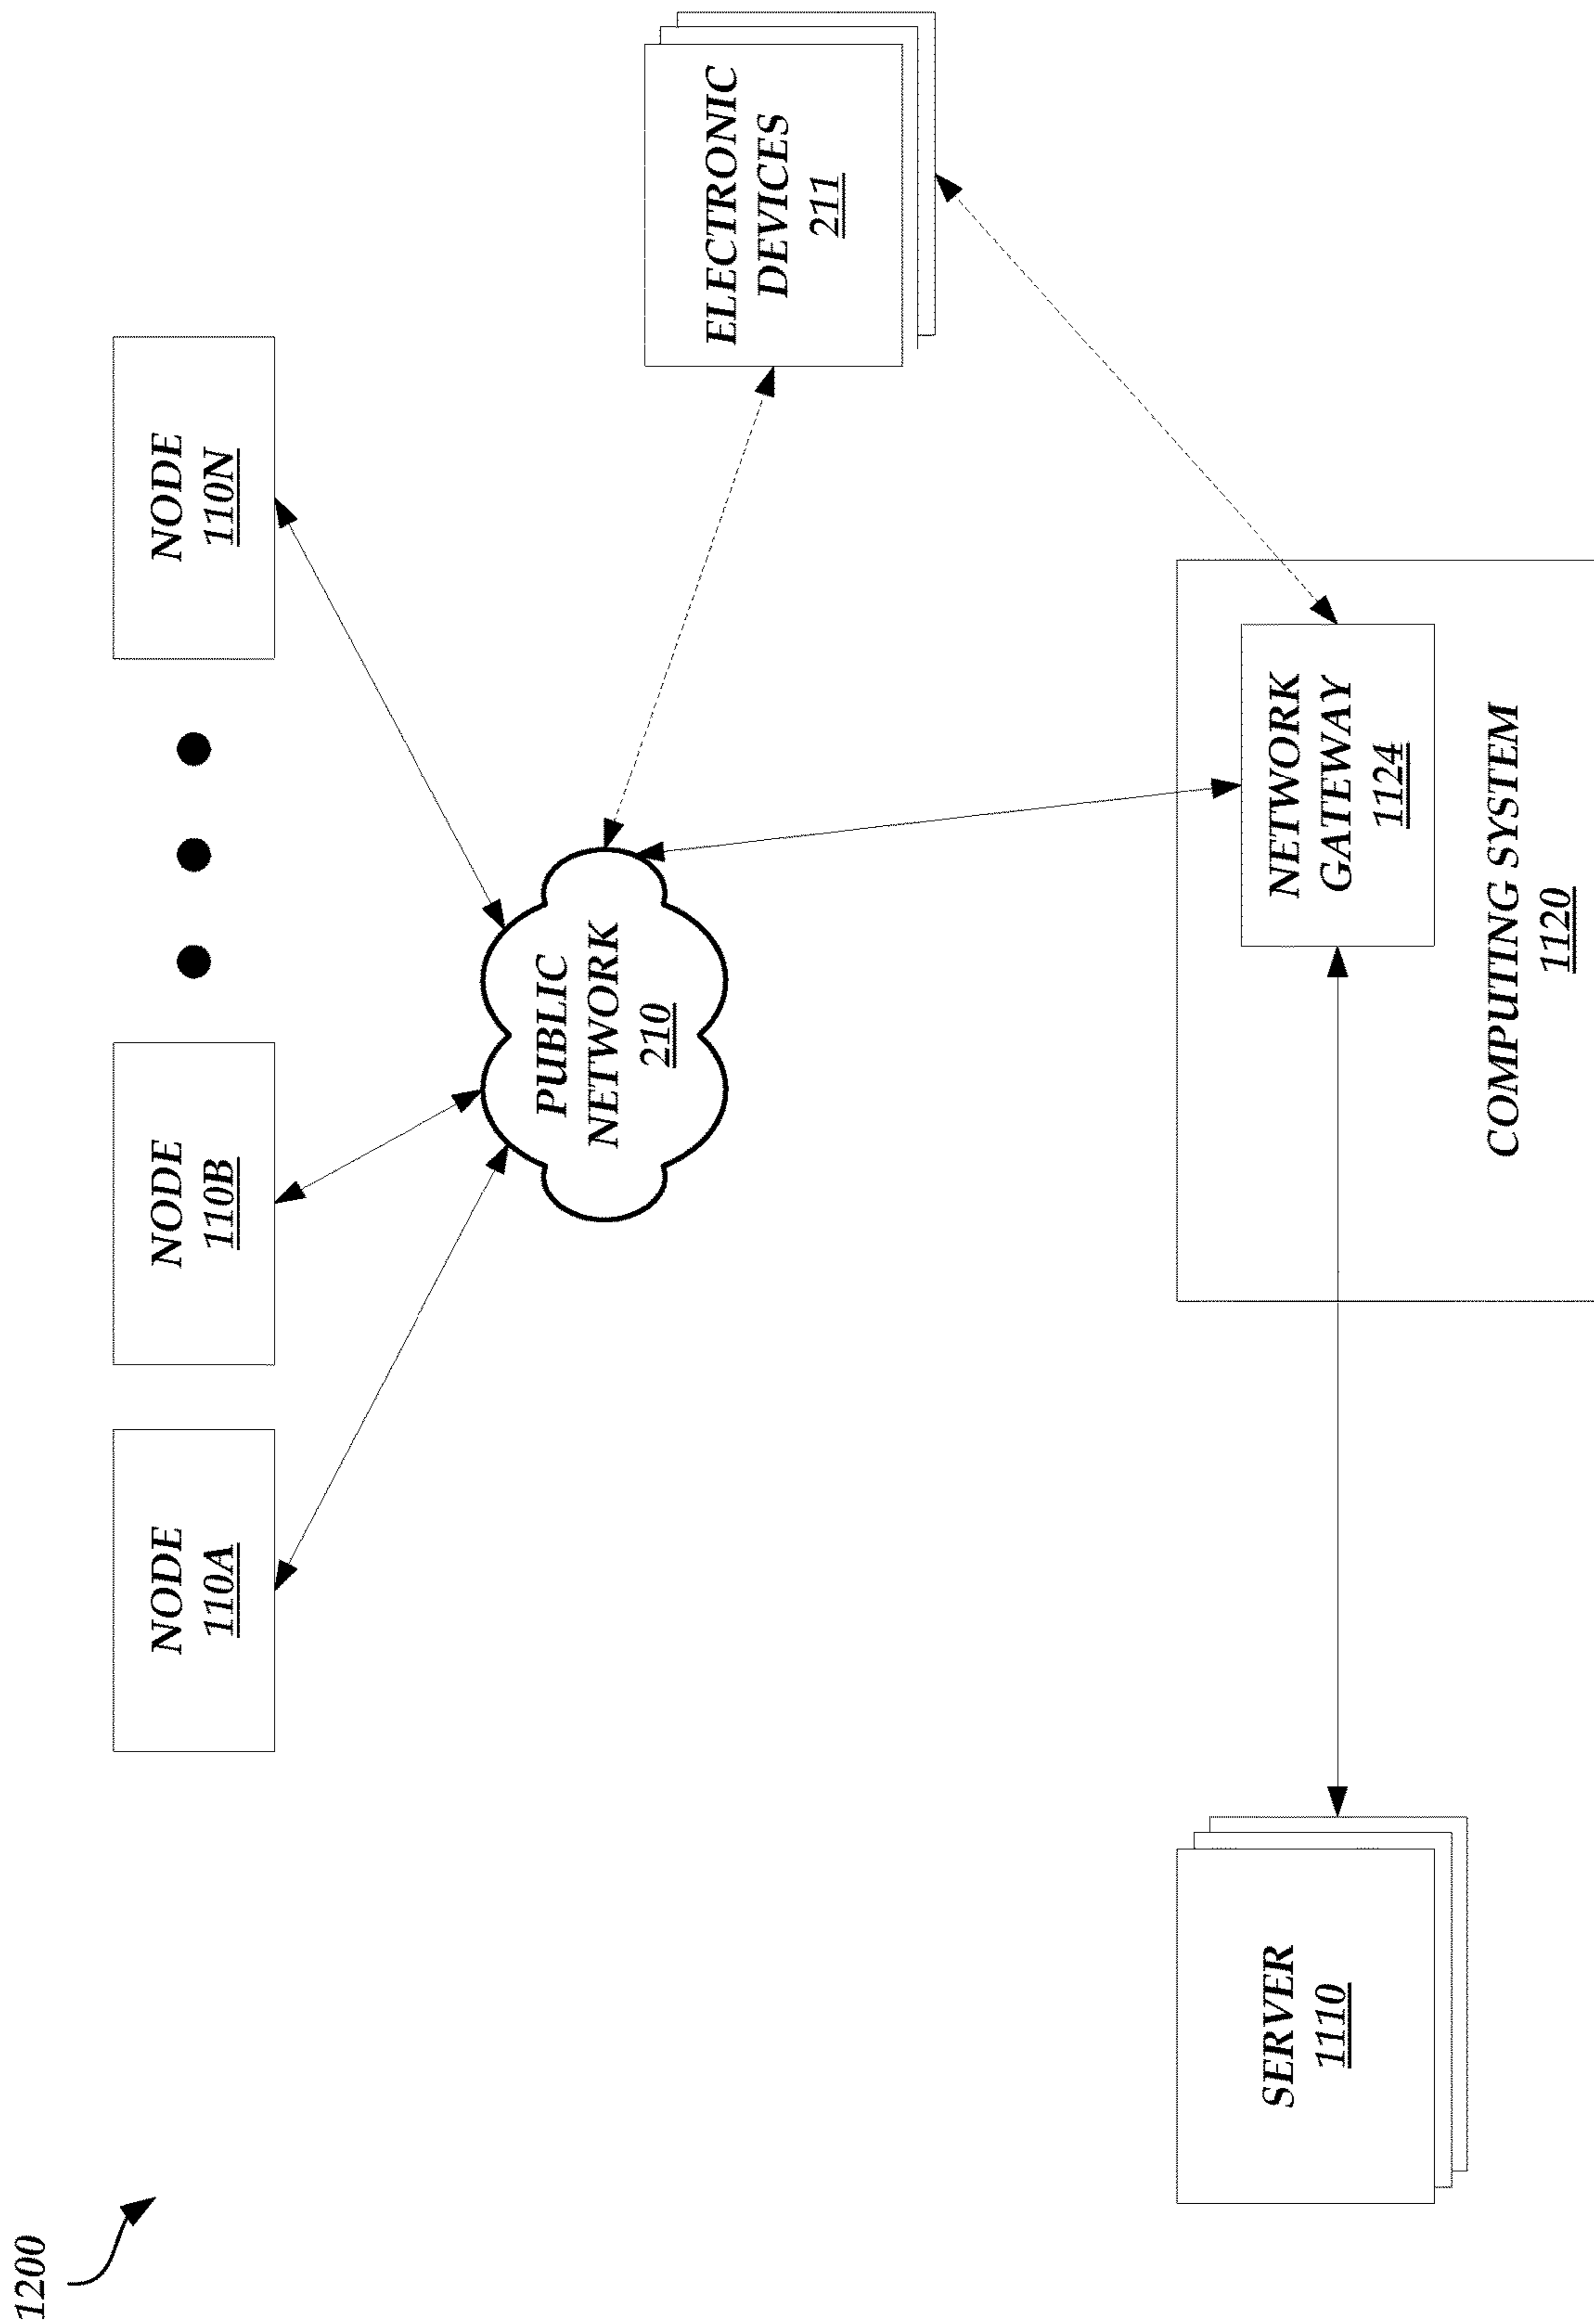 1200
NODE
110A
NODE
110B
NODE
110N
PUBLIC
NETWORK
210
ELECTRONIC
DEVICES
211
SERVER
1110
NETWORK
GATEWAY
1124
COMPUTING SYSTEM
1120